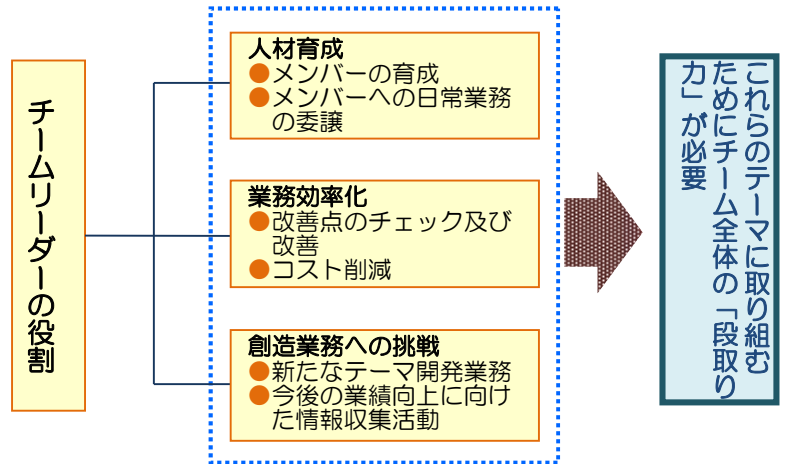 チームリーダーの役割
人材育成
●メンバーの育成
●メンバーへの日常業務
の委譲
業務効率化
●改善点のチェック及び
改善
●コスト削減
創造業務への挑戦
●新たなテーマ開発業務
●今後の業績向上に向け
た情報収集活動
これらのテーマに取り組む
ためにチーム全体の「段取り
力」が必要